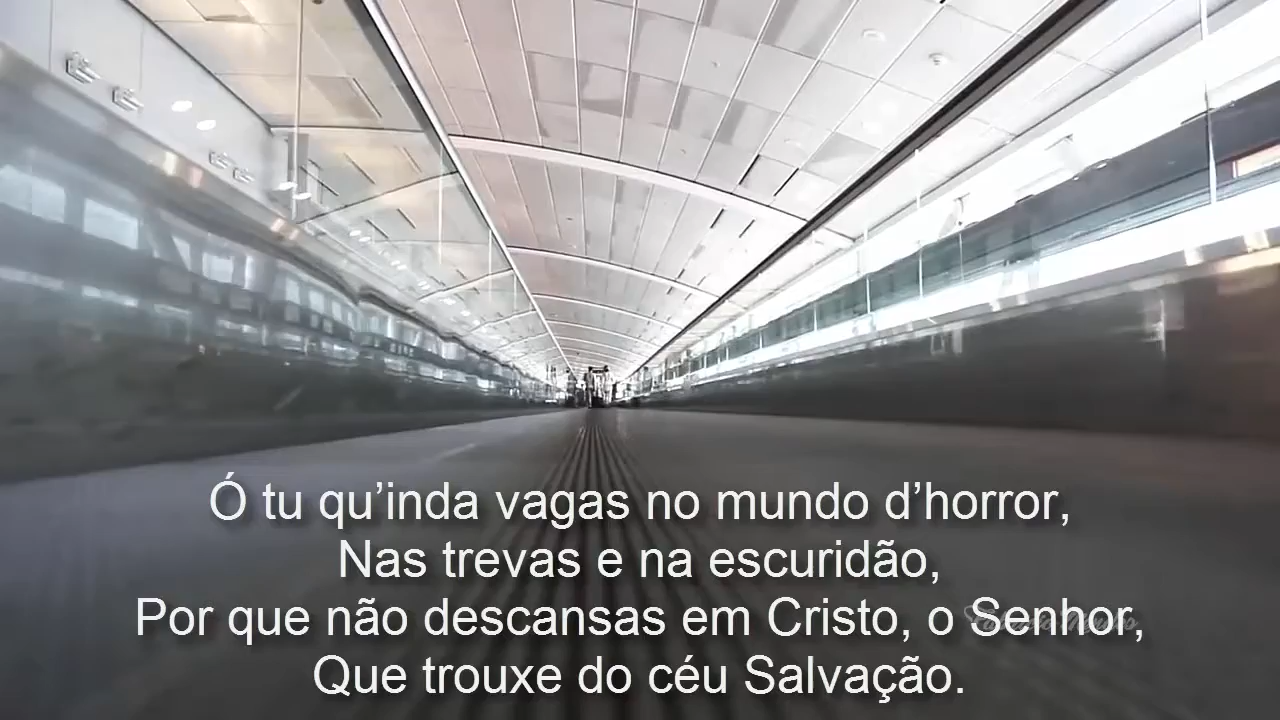 Ó tu qu’inda vagas no mundo d’horror,
Nas trevas e na escuridão,
Por que não descansas em Cristo, o Senhor,
Que trouxe do céu Salvação.